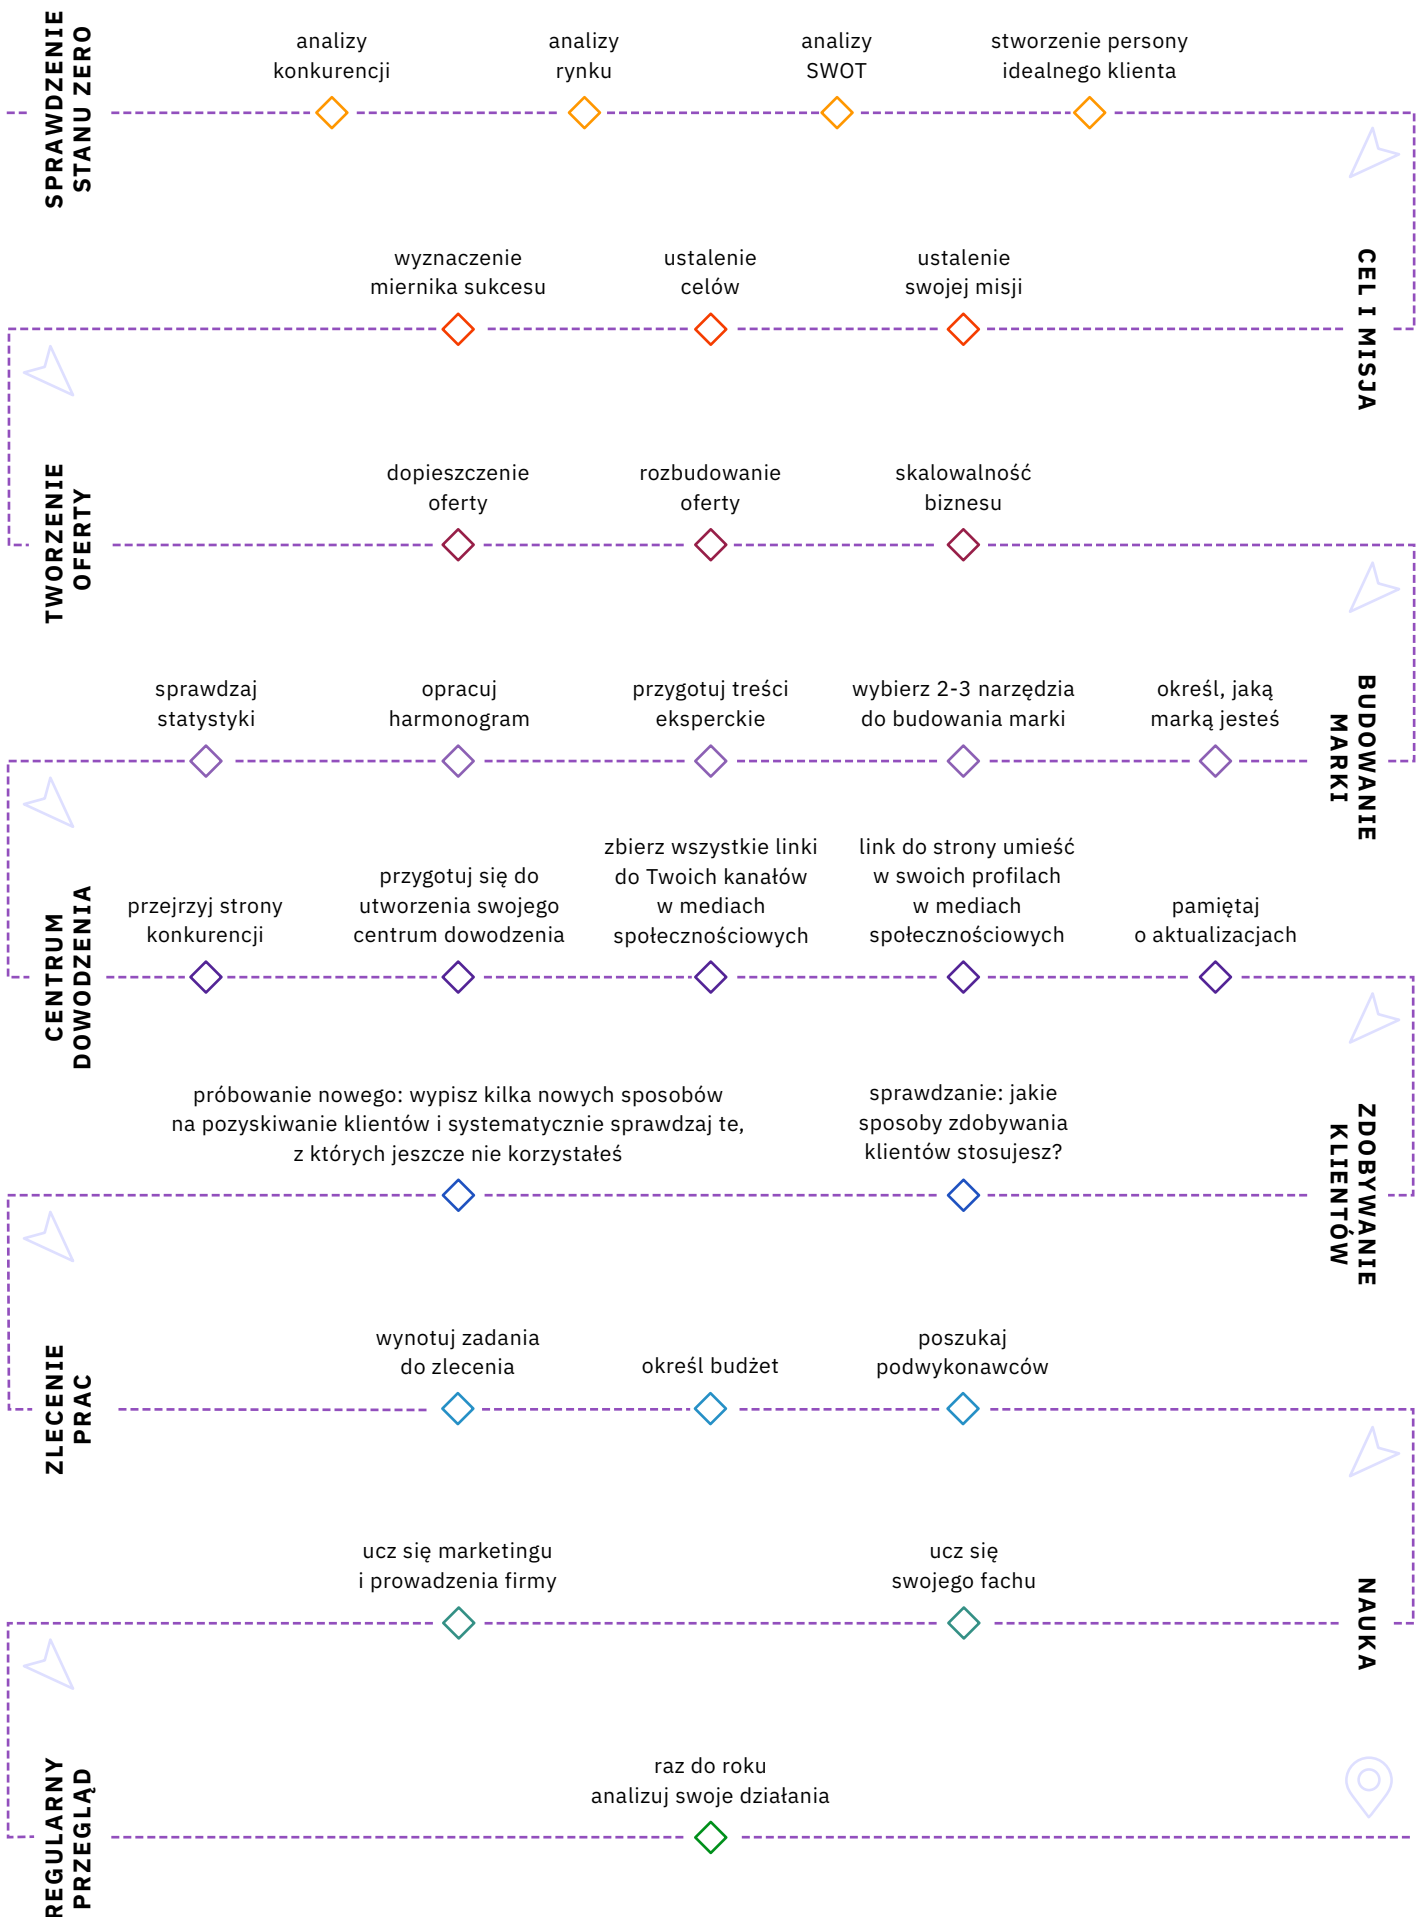 SPRAWDZENIE
STANU ZERO
analizy
konkurencji
analizy
rynku
analizy
SWOT
stworzenie persony
idealnego klienta
CEL I MISJA
ustalenie
swojej misji
ustalenie
celów
wyznaczenie
miernika sukcesu
TWORZENIE
OFERTY
dopieszczenie
oferty
rozbudowanie
oferty
skalowalność
biznesu
BUDOWANIE
MARKI
określ, jaką
marką jesteś
wybierz 2-3 narzędzia
do budowania marki
przygotuj treści
eksperckie
opracuj
harmonogram
sprawdzaj
statystyki
CENTRUM
DOWODZENIA
przejrzyj strony
konkurencji
przygotuj się do
utworzenia swojego
centrum dowodzenia
zbierz wszystkie linki
do Twoich kanałów
w mediach
społecznościowych
link do strony umieść
w swoich profilach
w mediach
społecznościowych
pamiętaj
o aktualizacjach
ZDOBYWANIE
KLIENTÓW
sprawdzanie: jakie
sposoby zdobywania
klientów stosujesz?
próbowanie nowego: wypisz kilka nowych sposobów
na pozyskiwanie klientów i systematycznie sprawdzaj te,
z których jeszcze nie korzystałeś
ZLECENIE
PRAC
wynotuj zadania
do zlecenia
określ budżet
poszukaj
podwykonawców
NAUKA
ucz się
swojego fachu
ucz się marketingu
i prowadzenia firmy
REGULARNY
PRZEGLĄD
raz do roku
analizuj swoje działania